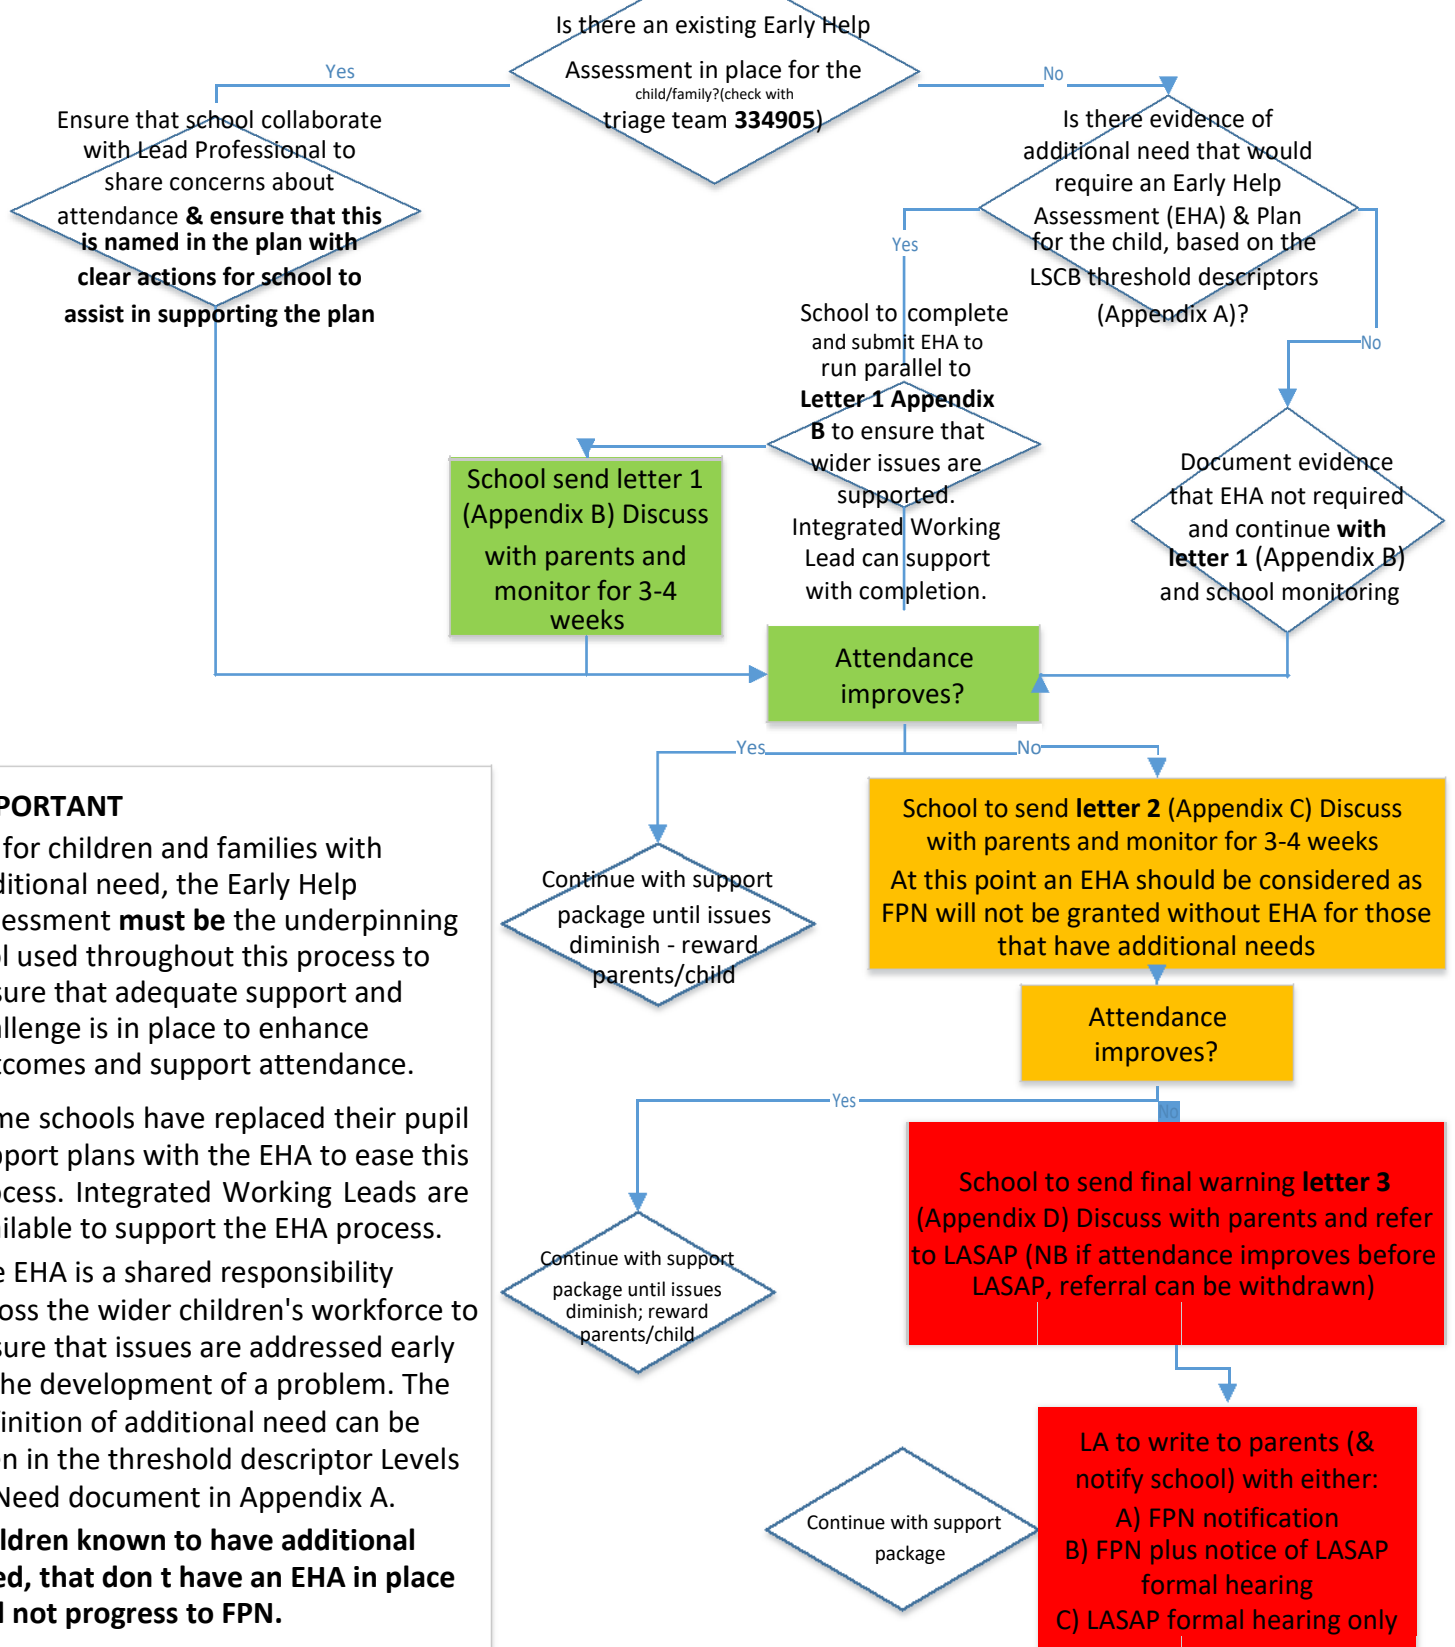 Is there an existing Early Help
Assessment in place for the
child/family?(check with
triage team 334905)
Yes
No
Ensure that school collaborate
with Lead Professional to
share concerns about
attendance & ensure that this
is named in the plan with
clear actions for school to
assist in supporting the plan
Is there evidence of
additional need that would
require an Early Help
Assessment (EHA) & Plan
for the child, based on the
LSCB threshold descriptors
(Appendix A)?
Yes
No
School to complete
and submit EHA to
run parallel to
Letter 1 Appendix
B to ensure that
wider issues are
supported.
Integrated Working
Lead can support
with completion.
School send letter 1
(Appendix B) Discuss
with parents and
monitor for 3-4
weeks
Document evidence
that EHA not required
and continue with
letter 1 (Appendix B)
and school monitoring
Attendance
improves?
Yes
No
Continue with support
package until issues
diminish - reward
parents/child
School to send letter 2 (Appendix C) Discuss
with parents and monitor for 3-4 weeks
At this point an EHA should be considered as
FPN will not be granted without EHA for those
that have additional needs
Attendance
improves?
Yes
No
Continue with support
package until issues
diminish; reward
parents/child
School to send final warning letter 3
(Appendix D) Discuss with parents and refer
to LASAP (NB if attendance improves before
LASAP, referral can be withdrawn)
Continue with support
package
LA to write to parents (&
notify school) with either:
A) FPN notification
B) FPN plus notice of LASAP
formal hearing
C) LASAP formal hearing only
PORTANT
for children and families with
ditional need, the Early Help
essment must be the underpinning
ol used throughout this process to
sure that adequate support and
allenge is in place to enhance
tcomes and support attendance.
me schools have replaced their pupil
pport plans with the EHA to ease this
ocess. Integrated Working Leads are
ailable to support the EHA process.
e EHA is a shared responsibility
oss the wider children's workforce to
sure that issues are addressed early
the development of a problem. The
finition of additional need can be
en in the threshold descriptor Levels
Need document in Appendix A.
ildren known to have additional
ed, that don t have an EHA in place
l not progress to FPN.